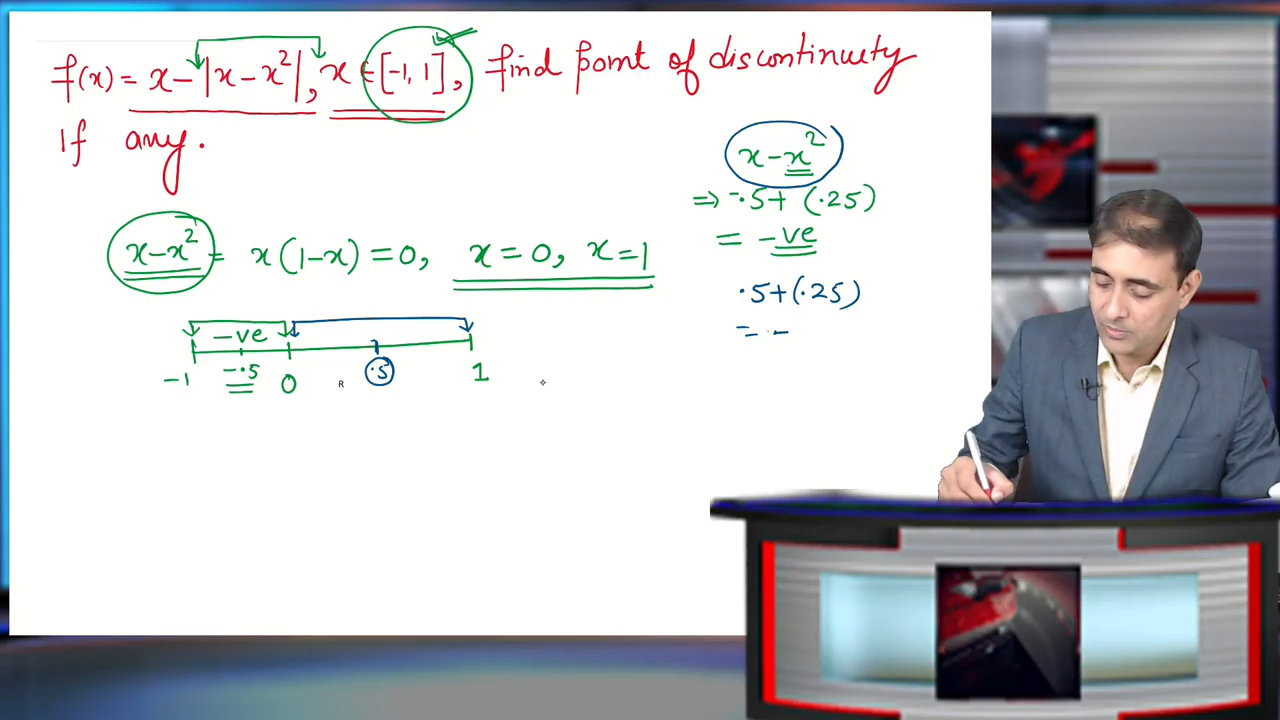 f(x) = x - |x - x²|, x ∈ [-1, 1], find point of discontinuity
If any.
x - x²
⇒ -.5 + (.25)
= -ve
x - x² = x(1-x) = 0, x = 0, x = 1
.5 + (.25)
= -
-ve
-1 -.5 0 R .5 1